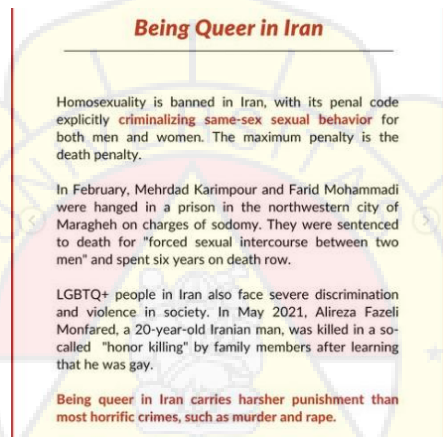 Being Queer in Iran
Homosexuality is banned in Iran, with its penal code
explicitly criminalizing same-sex sexual behavior for
both men and women. The maximum penalty is the
death penalty.
In February, Mehrdad Karimpour and Farid Mohammadi
were hanged in a prison in the northwestern city of
Maragheh on charges of sodomy. They were sentenced
to death for "forced sexual intercourse between two
men" and spent six years on death row.
LGBTQ+ people in Iran also face severe discrimination
and violence in society. In May 2021, Alireza Fazeli
Monfared, a 20-year-old Iranian man, was killed in a so-
called "honor killing" by family members after learning
that he was gay.
Being queer in Iran carries harsher punishment than
most horrific crimes, such as murder and rape.